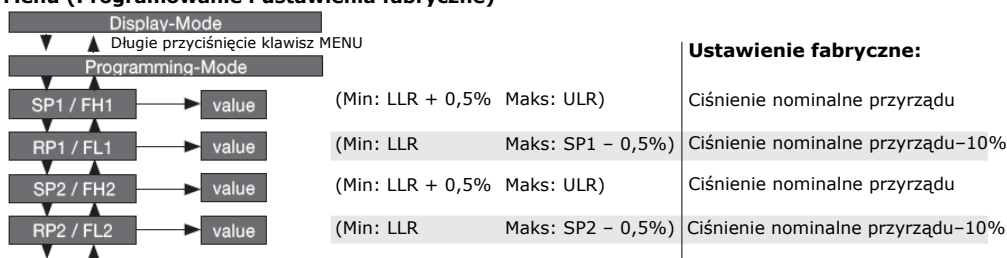 Menu (Programowanie i ustawienia fabryczne)
Display-Mode
Długie przyciśnięcie klawisz MENU
Ustawienie fabryczne:
Programming-Mode
SP1 / FH1 value (Min: LLR + 0,5% Maks: ULR) Ciśnienie nominalne przyrządu
RP1 / FL1 value (Min: LLR Maks: SP1 – 0,5%) Ciśnienie nominalne przyrządu–10%
SP2 / FH2 value (Min: LLR + 0,5% Maks: ULR) Ciśnienie nominalne przyrządu
RP2 / FL2 value (Min: LLR Maks: SP2 – 0,5%) Ciśnienie nominalne przyrządu–10%